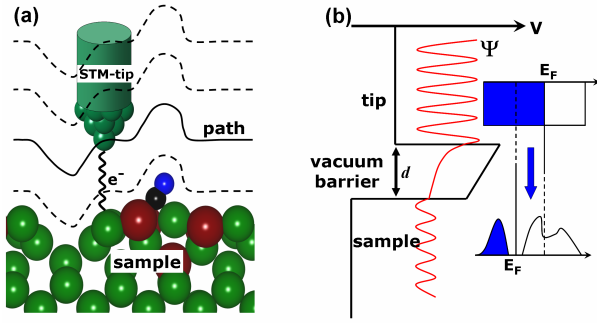 (a)
STM-tip
path
e⁻
sample
(b)
V
Ψ
tip
E_F
vacuum
barrier
d
sample
E_F